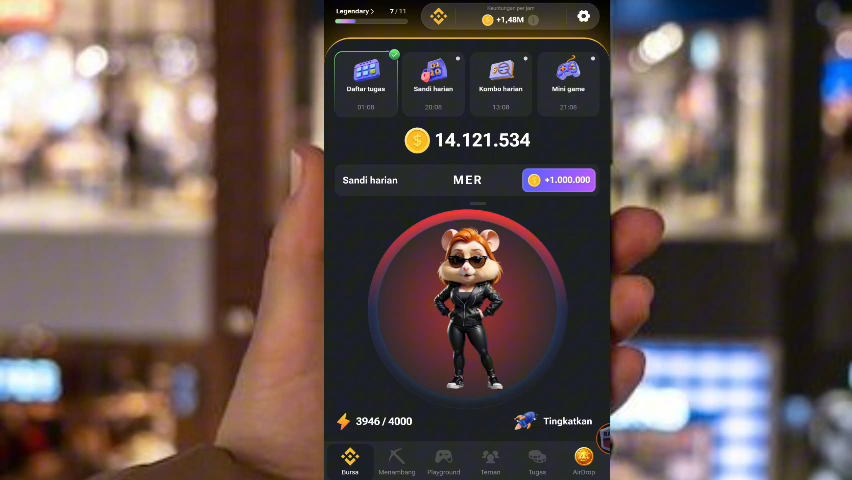 Legendary >
7 / 11
Keuntungan per jam
+1,48M
Daftar tugas
01:08
Sandi harian
20:08
Kombo harian
13:08
Mini game
21:08
14.121.534
Sandi harian
MER
+1.000.000
3946 / 4000
Tingkatkan
Bursa
Menambang
Playground
Teman
Tugas
AirDrop